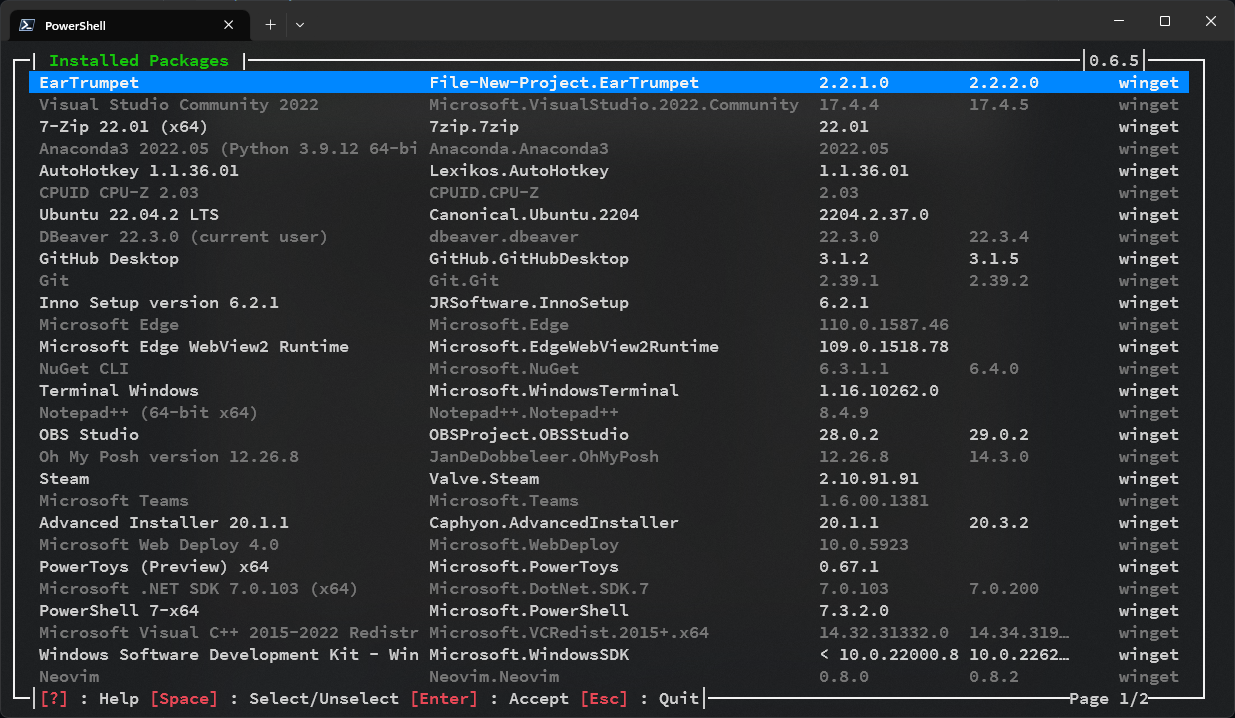 PowerShell
Installed Packages 0.6.5
EarTrumpet File-New-Project.EarTrumpet 2.2.1.0 2.2.2.0 winget
Visual Studio Community 2022 Microsoft.VisualStudio.2022.Community 17.4.4 17.4.5 winget
7-Zip 22.01 (x64) 7zip.7zip 22.01 winget
Anaconda3 2022.05 (Python 3.9.12 64-bi Anaconda.Anaconda3 2022.05 winget
AutoHotkey 1.1.36.01 Lexikos.AutoHotkey 1.1.36.01 winget
CPUID CPU-Z 2.03 CPUID.CPU-Z 2.03 winget
Ubuntu 22.04.2 LTS Canonical.Ubuntu.2204 2204.2.37.0 winget
DBeaver 22.3.0 (current user) dbeaver.dbeaver 22.3.0 22.3.4 winget
GitHub Desktop GitHub.GitHubDesktop 3.1.2 3.1.5 winget
Git Git.Git 2.39.1 2.39.2 winget
Inno Setup version 6.2.1 JRSoftware.InnoSetup 6.2.1 winget
Microsoft Edge Microsoft.Edge 110.0.1587.46 winget
Microsoft Edge WebView2 Runtime Microsoft.EdgeWebView2Runtime 109.0.1518.78 winget
NuGet CLI Microsoft.NuGet 6.3.1.1 6.4.0 winget
Terminal Windows Microsoft.WindowsTerminal 1.16.10262.0 winget
Notepad++ (64-bit x64) Notepad++.Notepad++ 8.4.9 winget
OBS Studio OBSProject.OBSStudio 28.0.2 29.0.2 winget
Oh My Posh version 12.26.8 JanDeDobbeleer.OhMyPosh 12.26.8 14.3.0 winget
Steam Valve.Steam 2.10.91.91 winget
Microsoft Teams Microsoft.Teams 1.6.00.1381 winget
Advanced Installer 20.1.1 Caphyon.AdvancedInstaller 20.1.1 20.3.2 winget
Microsoft Web Deploy 4.0 Microsoft.WebDeploy 10.0.5923 winget
PowerToys (Preview) x64 Microsoft.PowerToys 0.67.1 winget
Microsoft .NET SDK 7.0.103 (x64) Microsoft.DotNet.SDK.7 7.0.103 7.0.200 winget
PowerShell 7-x64 Microsoft.PowerShell 7.3.2.0 winget
Microsoft Visual C++ 2015-2022 Redistr Microsoft.VCRedist.2015+.x64 14.32.31332.0 14.34.319… winget
Windows Software Development Kit - Win Microsoft.WindowsSDK < 10.0.22000.8 10.0.2262… winget
Neovim Neovim.Neovim 0.8.0 0.8.2 winget
[?] : Help [Space] : Select/Unselect [Enter] : Accept [Esc] : Quit Page 1/2